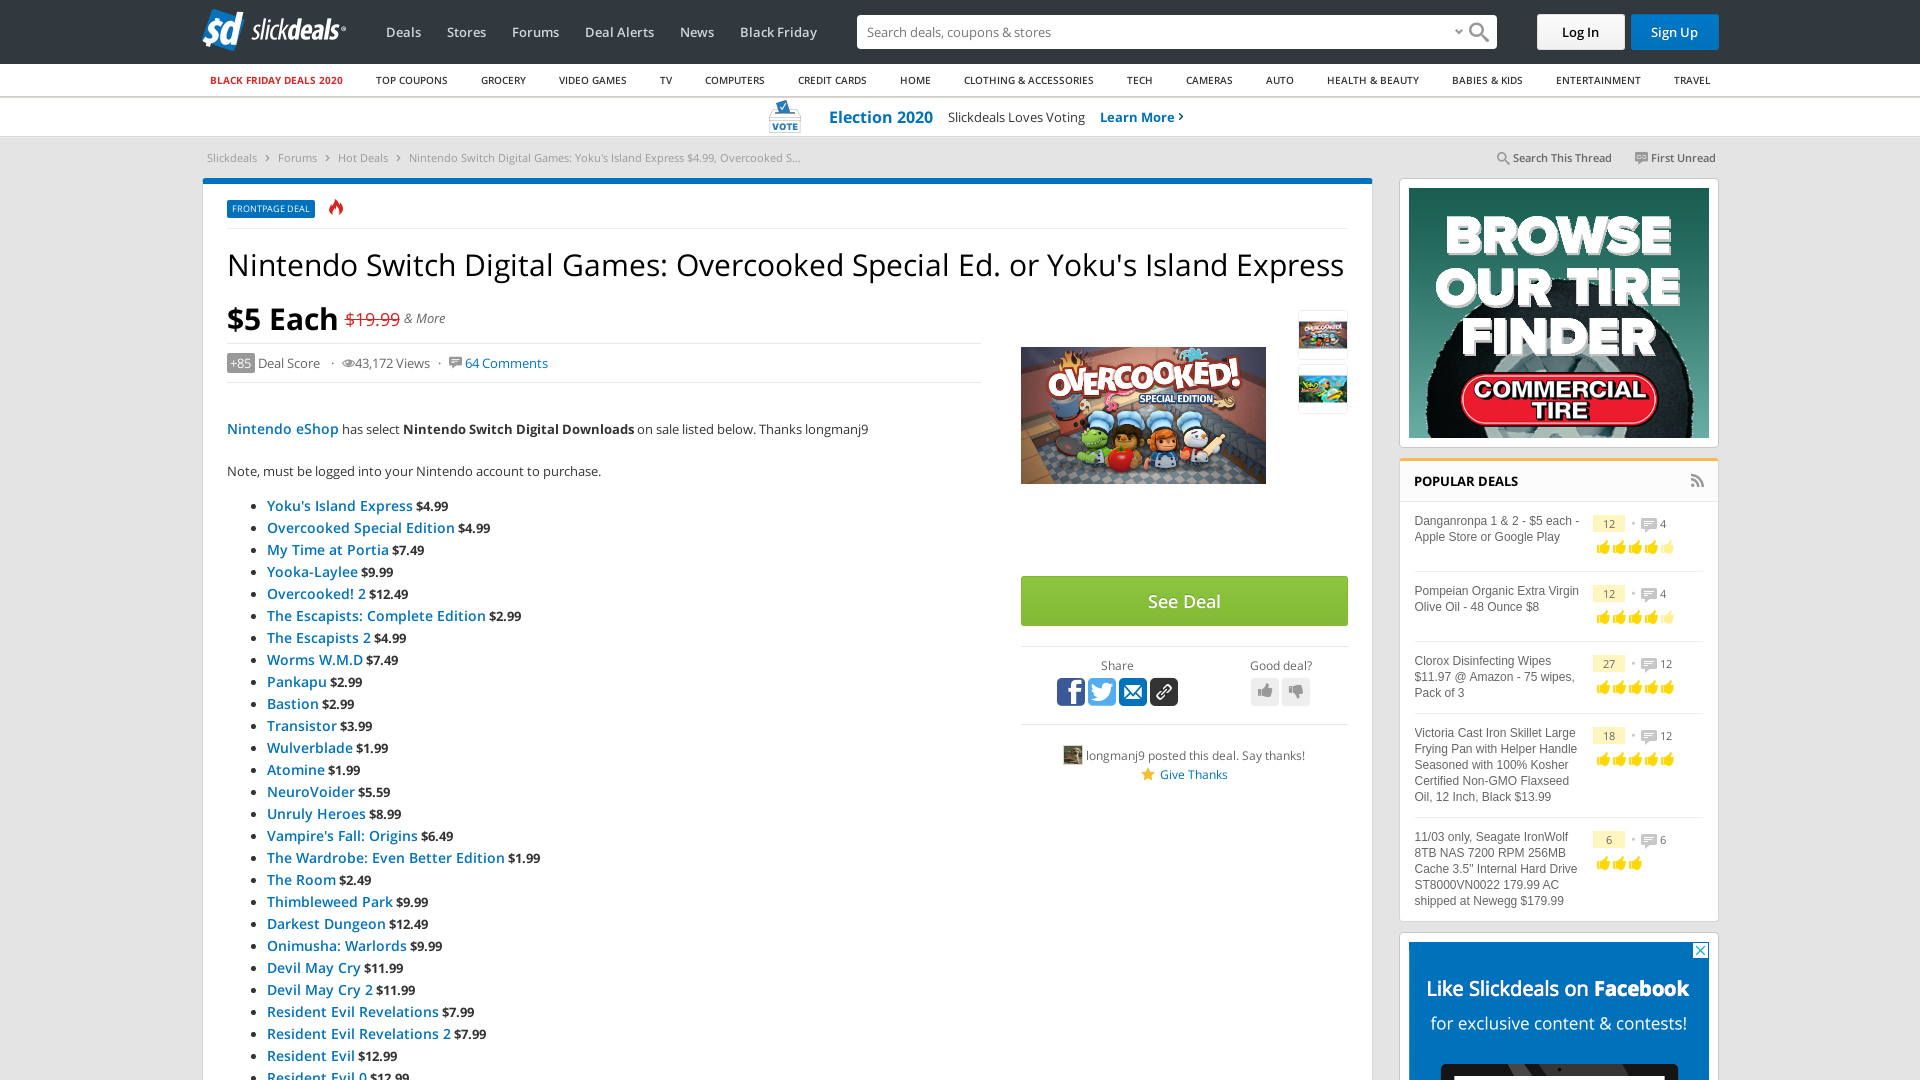 slickdeals
Deals
Stores
Forums
Deal Alerts
News
Black Friday
Search deals, coupons & stores
Log In
Sign Up
BLACK FRIDAY DEALS 2020
TOP COUPONS
GROCERY
VIDEO GAMES
TV
COMPUTERS
CREDIT CARDS
HOME
CLOTHING & ACCESSORIES
TECH
CAMERAS
AUTO
HEALTH & BEAUTY
BABIES & KIDS
ENTERTAINMENT
TRAVEL
VOTE
Election 2020 Slickdeals Loves Voting Learn More
Slickdeals > Forums > Hot Deals > Nintendo Switch Digital Games: Yoku's Island Express $4.99, Overcooked S...
Search This Thread
First Unread
FRONTPAGE DEAL
Nintendo Switch Digital Games: Overcooked Special Ed. or Yoku's Island Express
$5 Each $19.99 & More
+85 Deal Score · 43,172 Views · 64 Comments
OVERCOOKED!
SPECIAL EDITION
Nintendo eShop has select Nintendo Switch Digital Downloads on sale listed below. Thanks longmanj9
Note, must be logged into your Nintendo account to purchase.
Yoku's Island Express $4.99
Overcooked Special Edition $4.99
My Time at Portia $7.49
Yooka-Laylee $9.99
Overcooked! 2 $12.49
The Escapists: Complete Edition $2.99
The Escapists 2 $4.99
Worms W.M.D $7.49
Pankapu $2.99
Bastion $2.99
Transistor $3.99
Wulverblade $1.99
Atomine $1.99
NeuroVoider $5.59
Unruly Heroes $8.99
Vampire's Fall: Origins $6.49
The Wardrobe: Even Better Edition $1.99
The Room $2.49
Thimbleweed Park $9.99
Darkest Dungeon $12.49
Onimusha: Warlords $9.99
Devil May Cry $11.99
Devil May Cry 2 $11.99
Resident Evil Revelations $7.99
Resident Evil Revelations 2 $7.99
Resident Evil $12.99
Resident Evil 0 $12.99
See Deal
Share
Good deal?
longmanj9 posted this deal. Say thanks!
Give Thanks
BROWSE
OUR TIRE
FINDER
COMMERCIAL
TIRE
POPULAR DEALS
Danganronpa 1 & 2 - $5 each -
Apple Store or Google Play
12 • 4
Pompeian Organic Extra Virgin
Olive Oil - 48 Ounce $8
12 • 4
Clorox Disinfecting Wipes
$11.97 @ Amazon - 75 wipes,
Pack of 3
27 • 12
Victoria Cast Iron Skillet Large
Frying Pan with Helper Handle
Seasoned with 100% Kosher
Certified Non-GMO Flaxseed
Oil, 12 Inch, Black $13.99
18 • 12
11/03 only, Seagate IronWolf
8TB NAS 7200 RPM 256MB
Cache 3.5" Internal Hard Drive
ST8000VN0022 179.99 AC
shipped at Newegg $179.99
6 • 6
Like Slickdeals on Facebook
for exclusive content & contests!